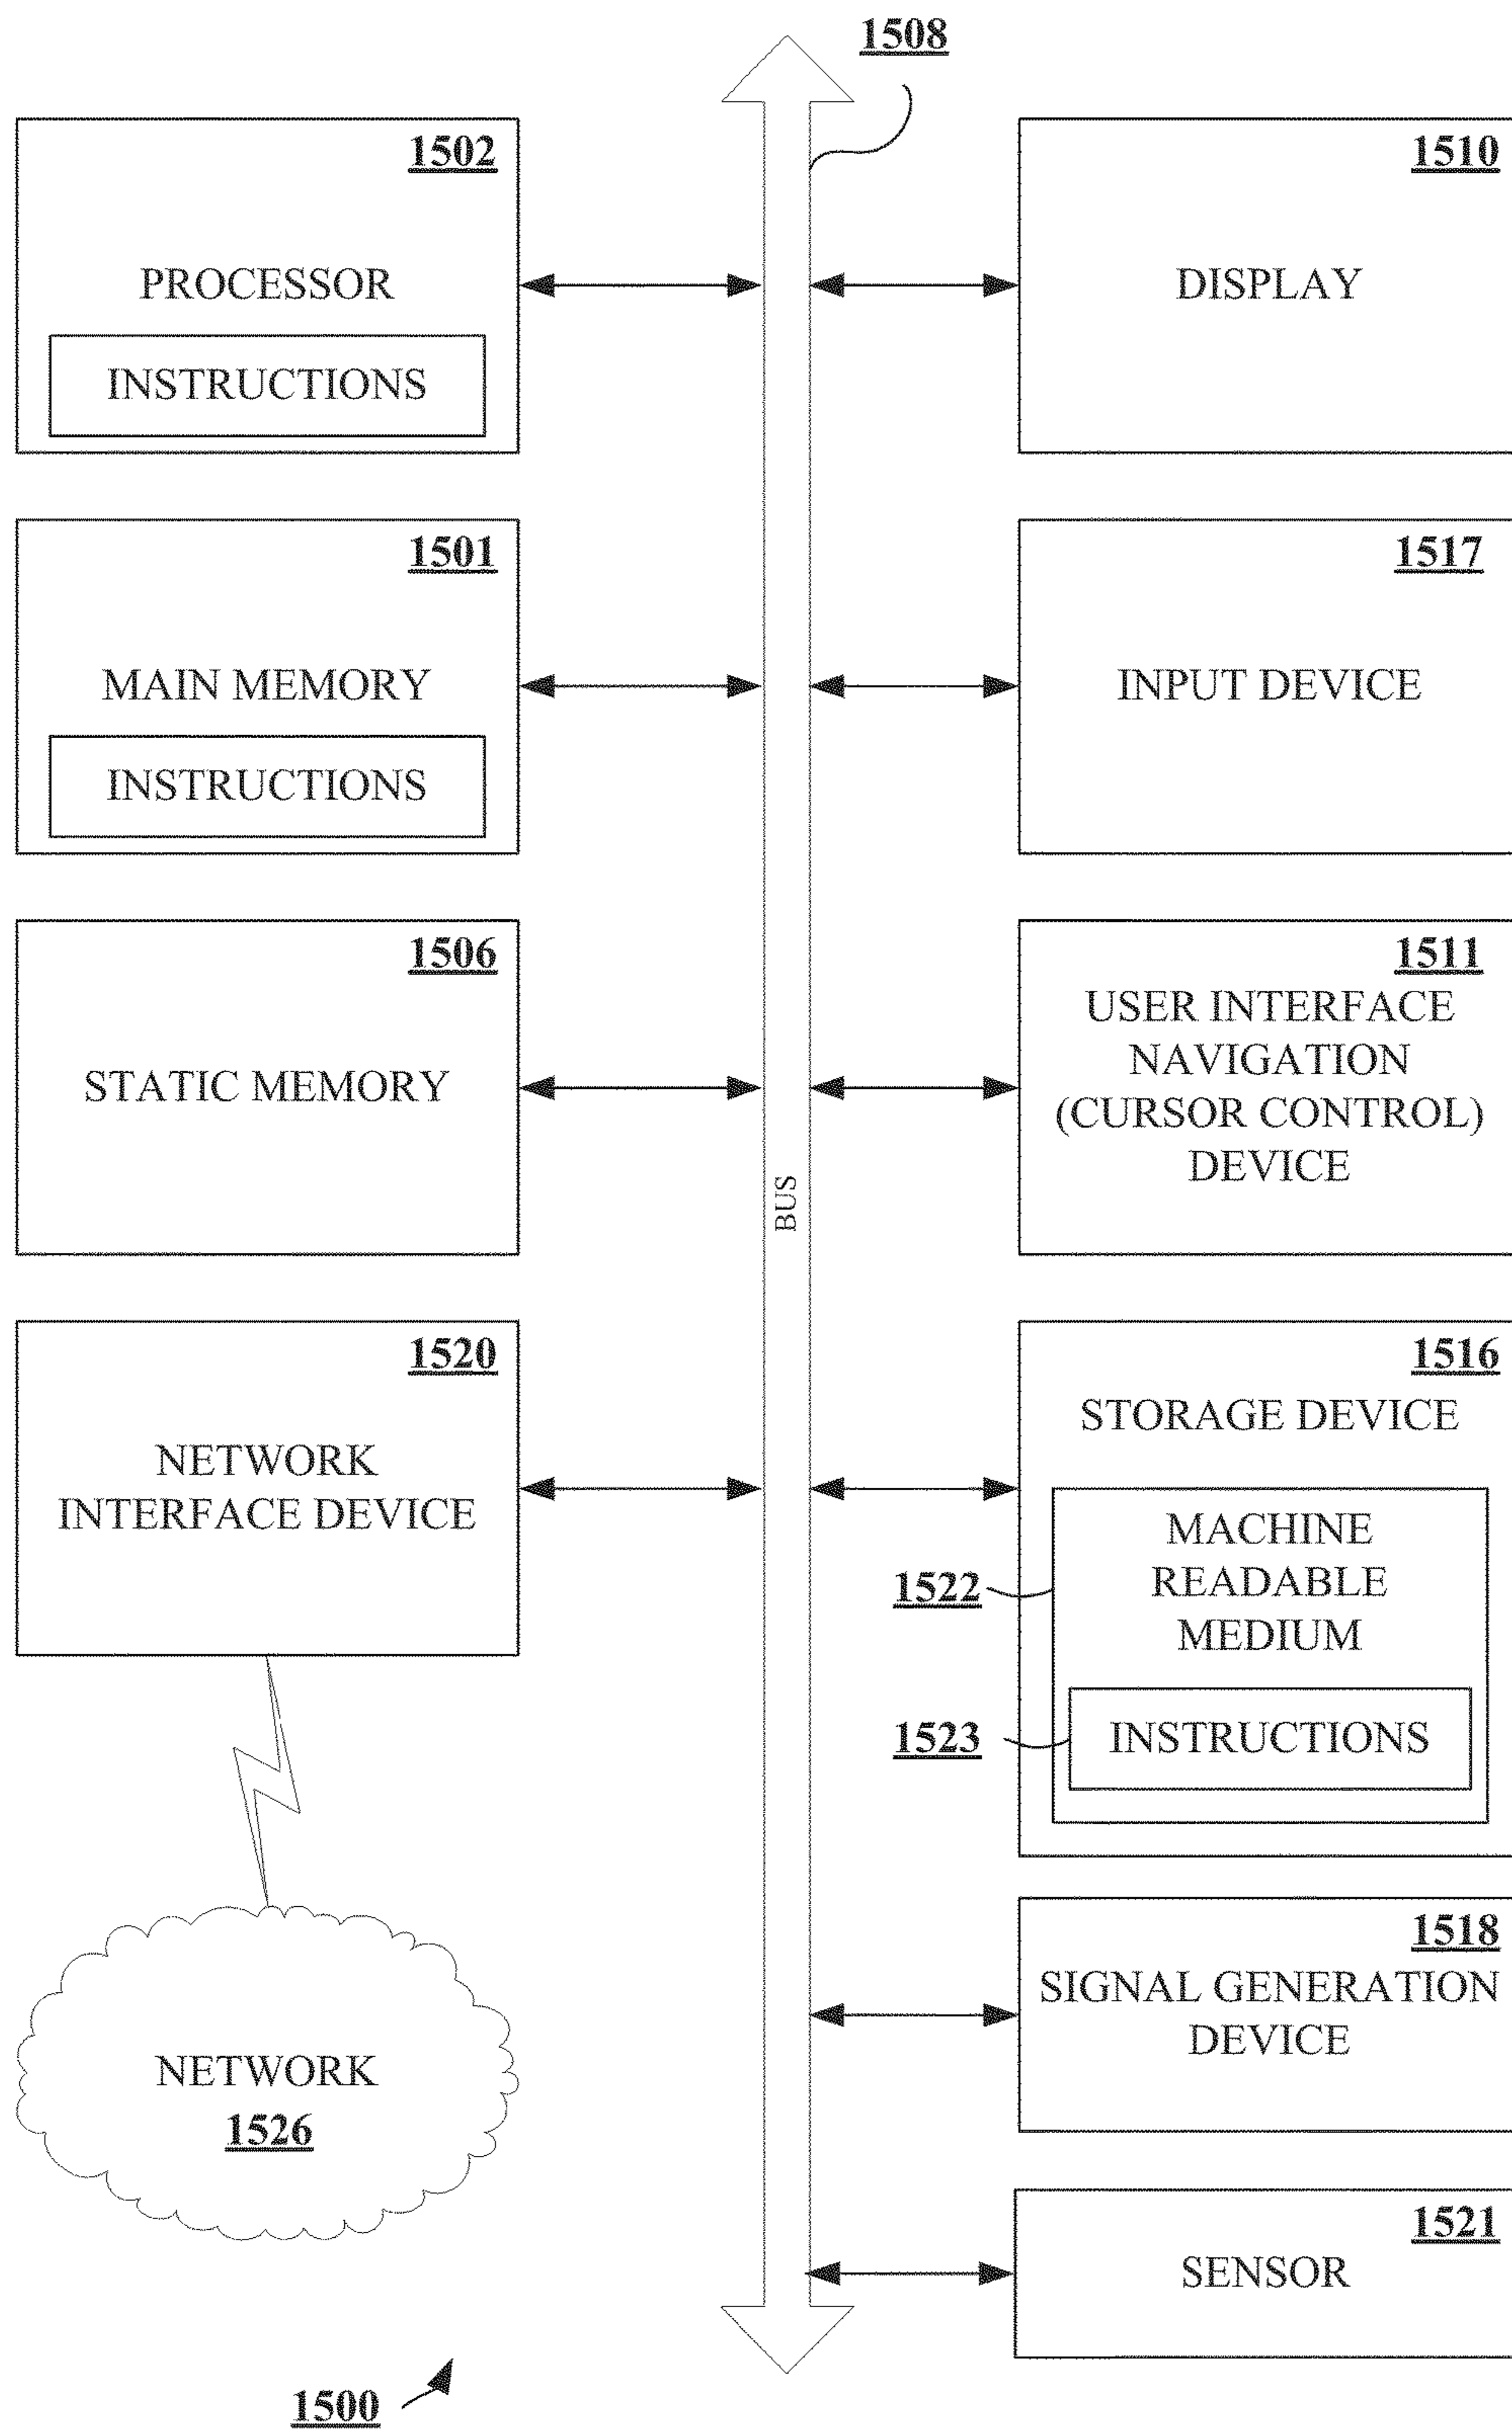 1508
1502
PROCESSOR
INSTRUCTIONS
1510
DISPLAY
1501
MAIN MEMORY
INSTRUCTIONS
1517
INPUT DEVICE
1506
STATIC MEMORY
1511
USER INTERFACE
NAVIGATION
(CURSOR CONTROL)
DEVICE
BUS
1520
NETWORK
INTERFACE DEVICE
1516
STORAGE DEVICE
MACHINE
READABLE
MEDIUM
1522
INSTRUCTIONS
1523
1518
SIGNAL GENERATION
DEVICE
NETWORK
1526
1521
SENSOR
1500